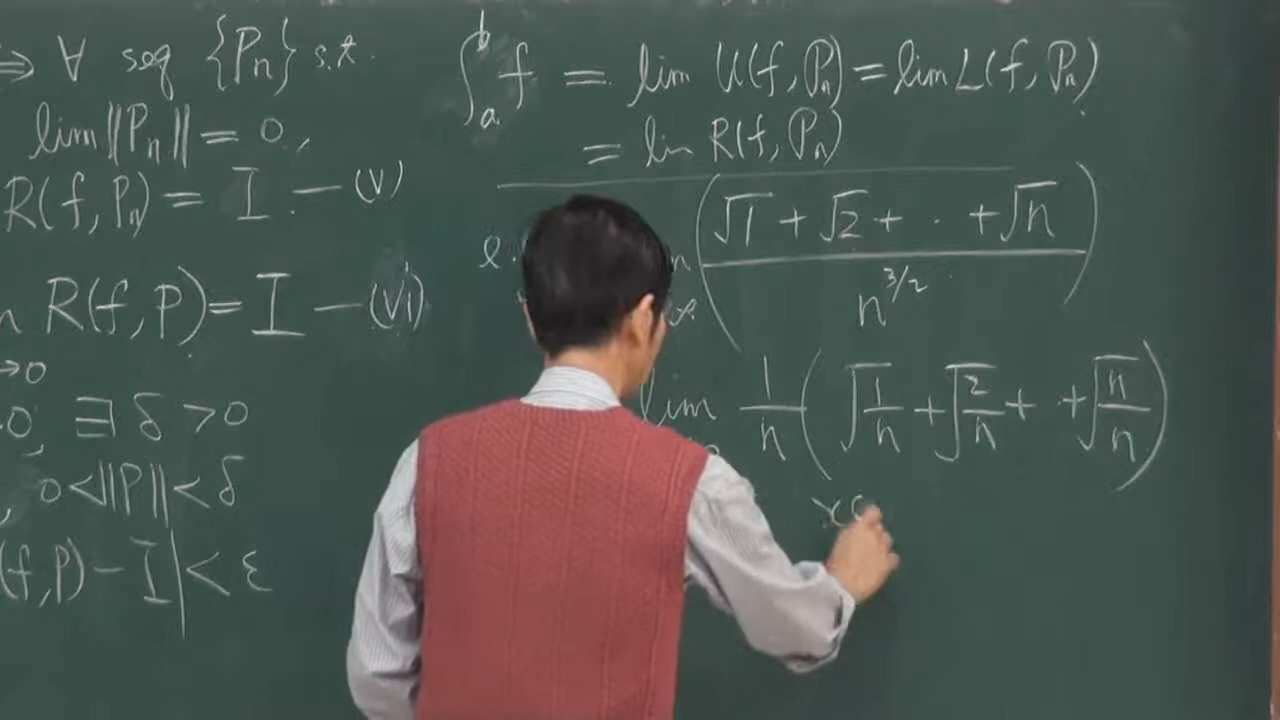 ⇒ ∀ seq {Pn} s.t.
lim ||Pn|| = 0,
R(f, Pn) = I. — (V)
R(f, P) = I — (VI)
→0
0, ∃ δ > 0
0 < ||P|| < δ
(f, P) − I | < ε
∫_a^b f = lim U(f, Pn) = lim L(f, Pn)
= lim R(f, Pn)
e. ( (√1 + √2 + · · + √n) / n^{3/2} )
lim 1/n ( √(1/n) + √(2/n) + · + √(n/n) )